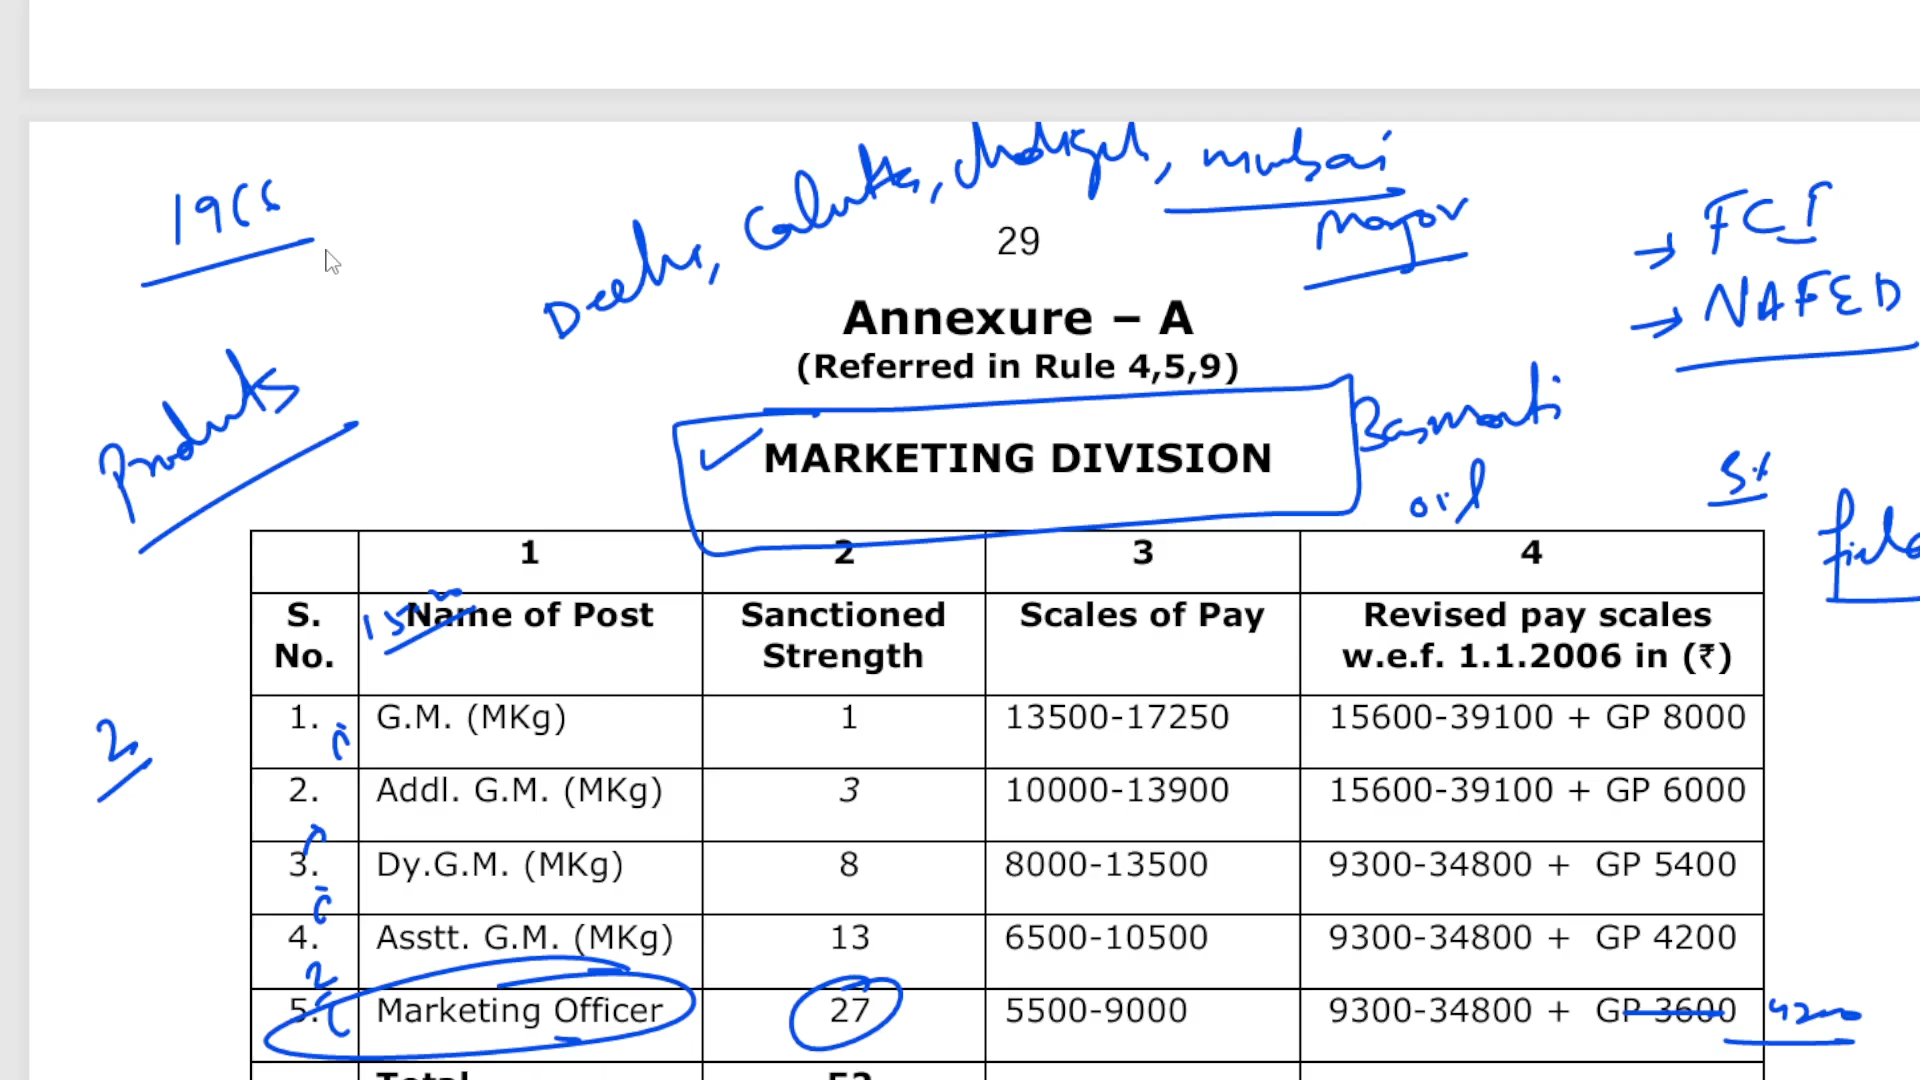 Delhi, Calcutta, Chandigarh, Mumbai
1966
29
Major
→ FCI
→ NAFED
Annexure – A
(Referred in Rule 4,5,9)
Products
Basmati
MARKETING DIVISION
oil
5%
1 2 3 4
S. No. Name of Post Sanctioned Strength Scales of Pay Revised pay scales w.e.f. 1.1.2006 in (₹)
1. G.M. (MKg) 1 13500-17250 15600-39100 + GP 8000
2
2. Addl. G.M. (MKg) 3 10000-13900 15600-39100 + GP 6000
3. Dy.G.M. (MKg) 8 8000-13500 9300-34800 + GP 5400
4. Asstt. G.M. (MKg) 13 6500-10500 9300-34800 + GP 4200
5. Marketing Officer 27 5500-9000 9300-34800 + GP 3600 4200
Total 52